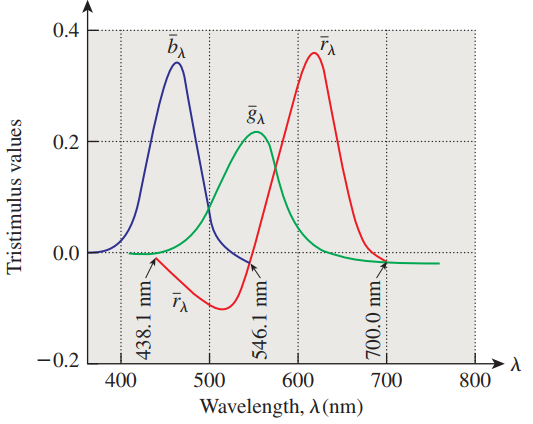 0.4
b̄λ
r̄λ
ḡλ
0.2
Tristimulus values
0.0
r̄λ
438.1 nm
546.1 nm
700.0 nm
−0.2
λ
400 500 600 700 800
Wavelength, λ(nm)